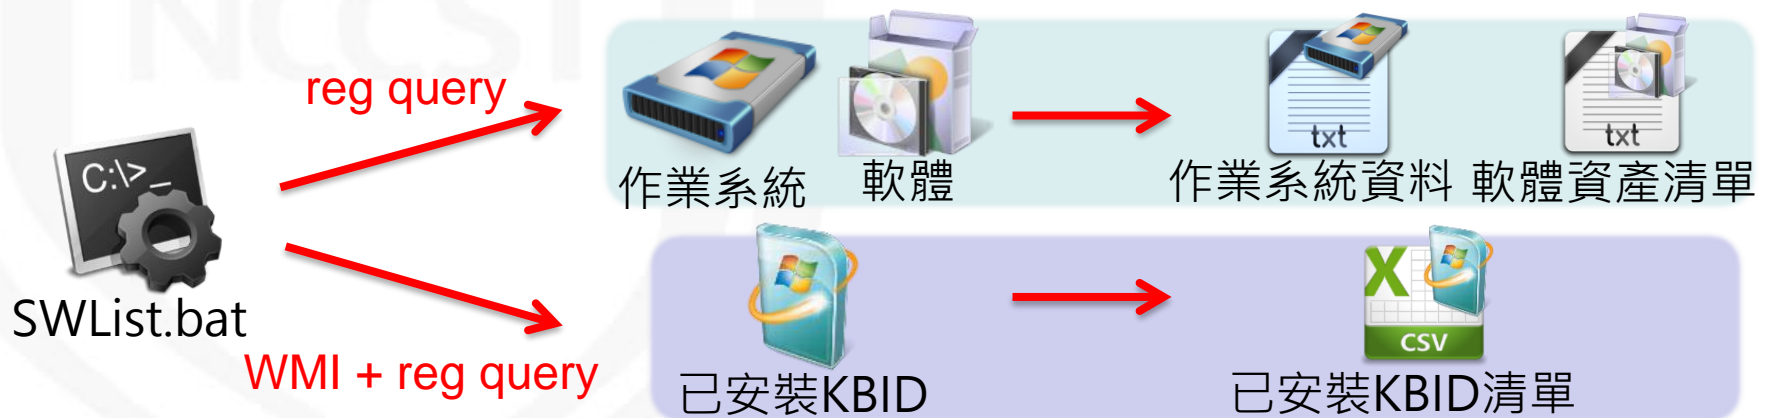 NCCST
reg query
C:\>_
SWList.bat
WMI + reg query
作業系統
軟體
txt
作業系統資料
txt
軟體資產清單
已安裝KBID
X
CSV
已安裝KBID清單